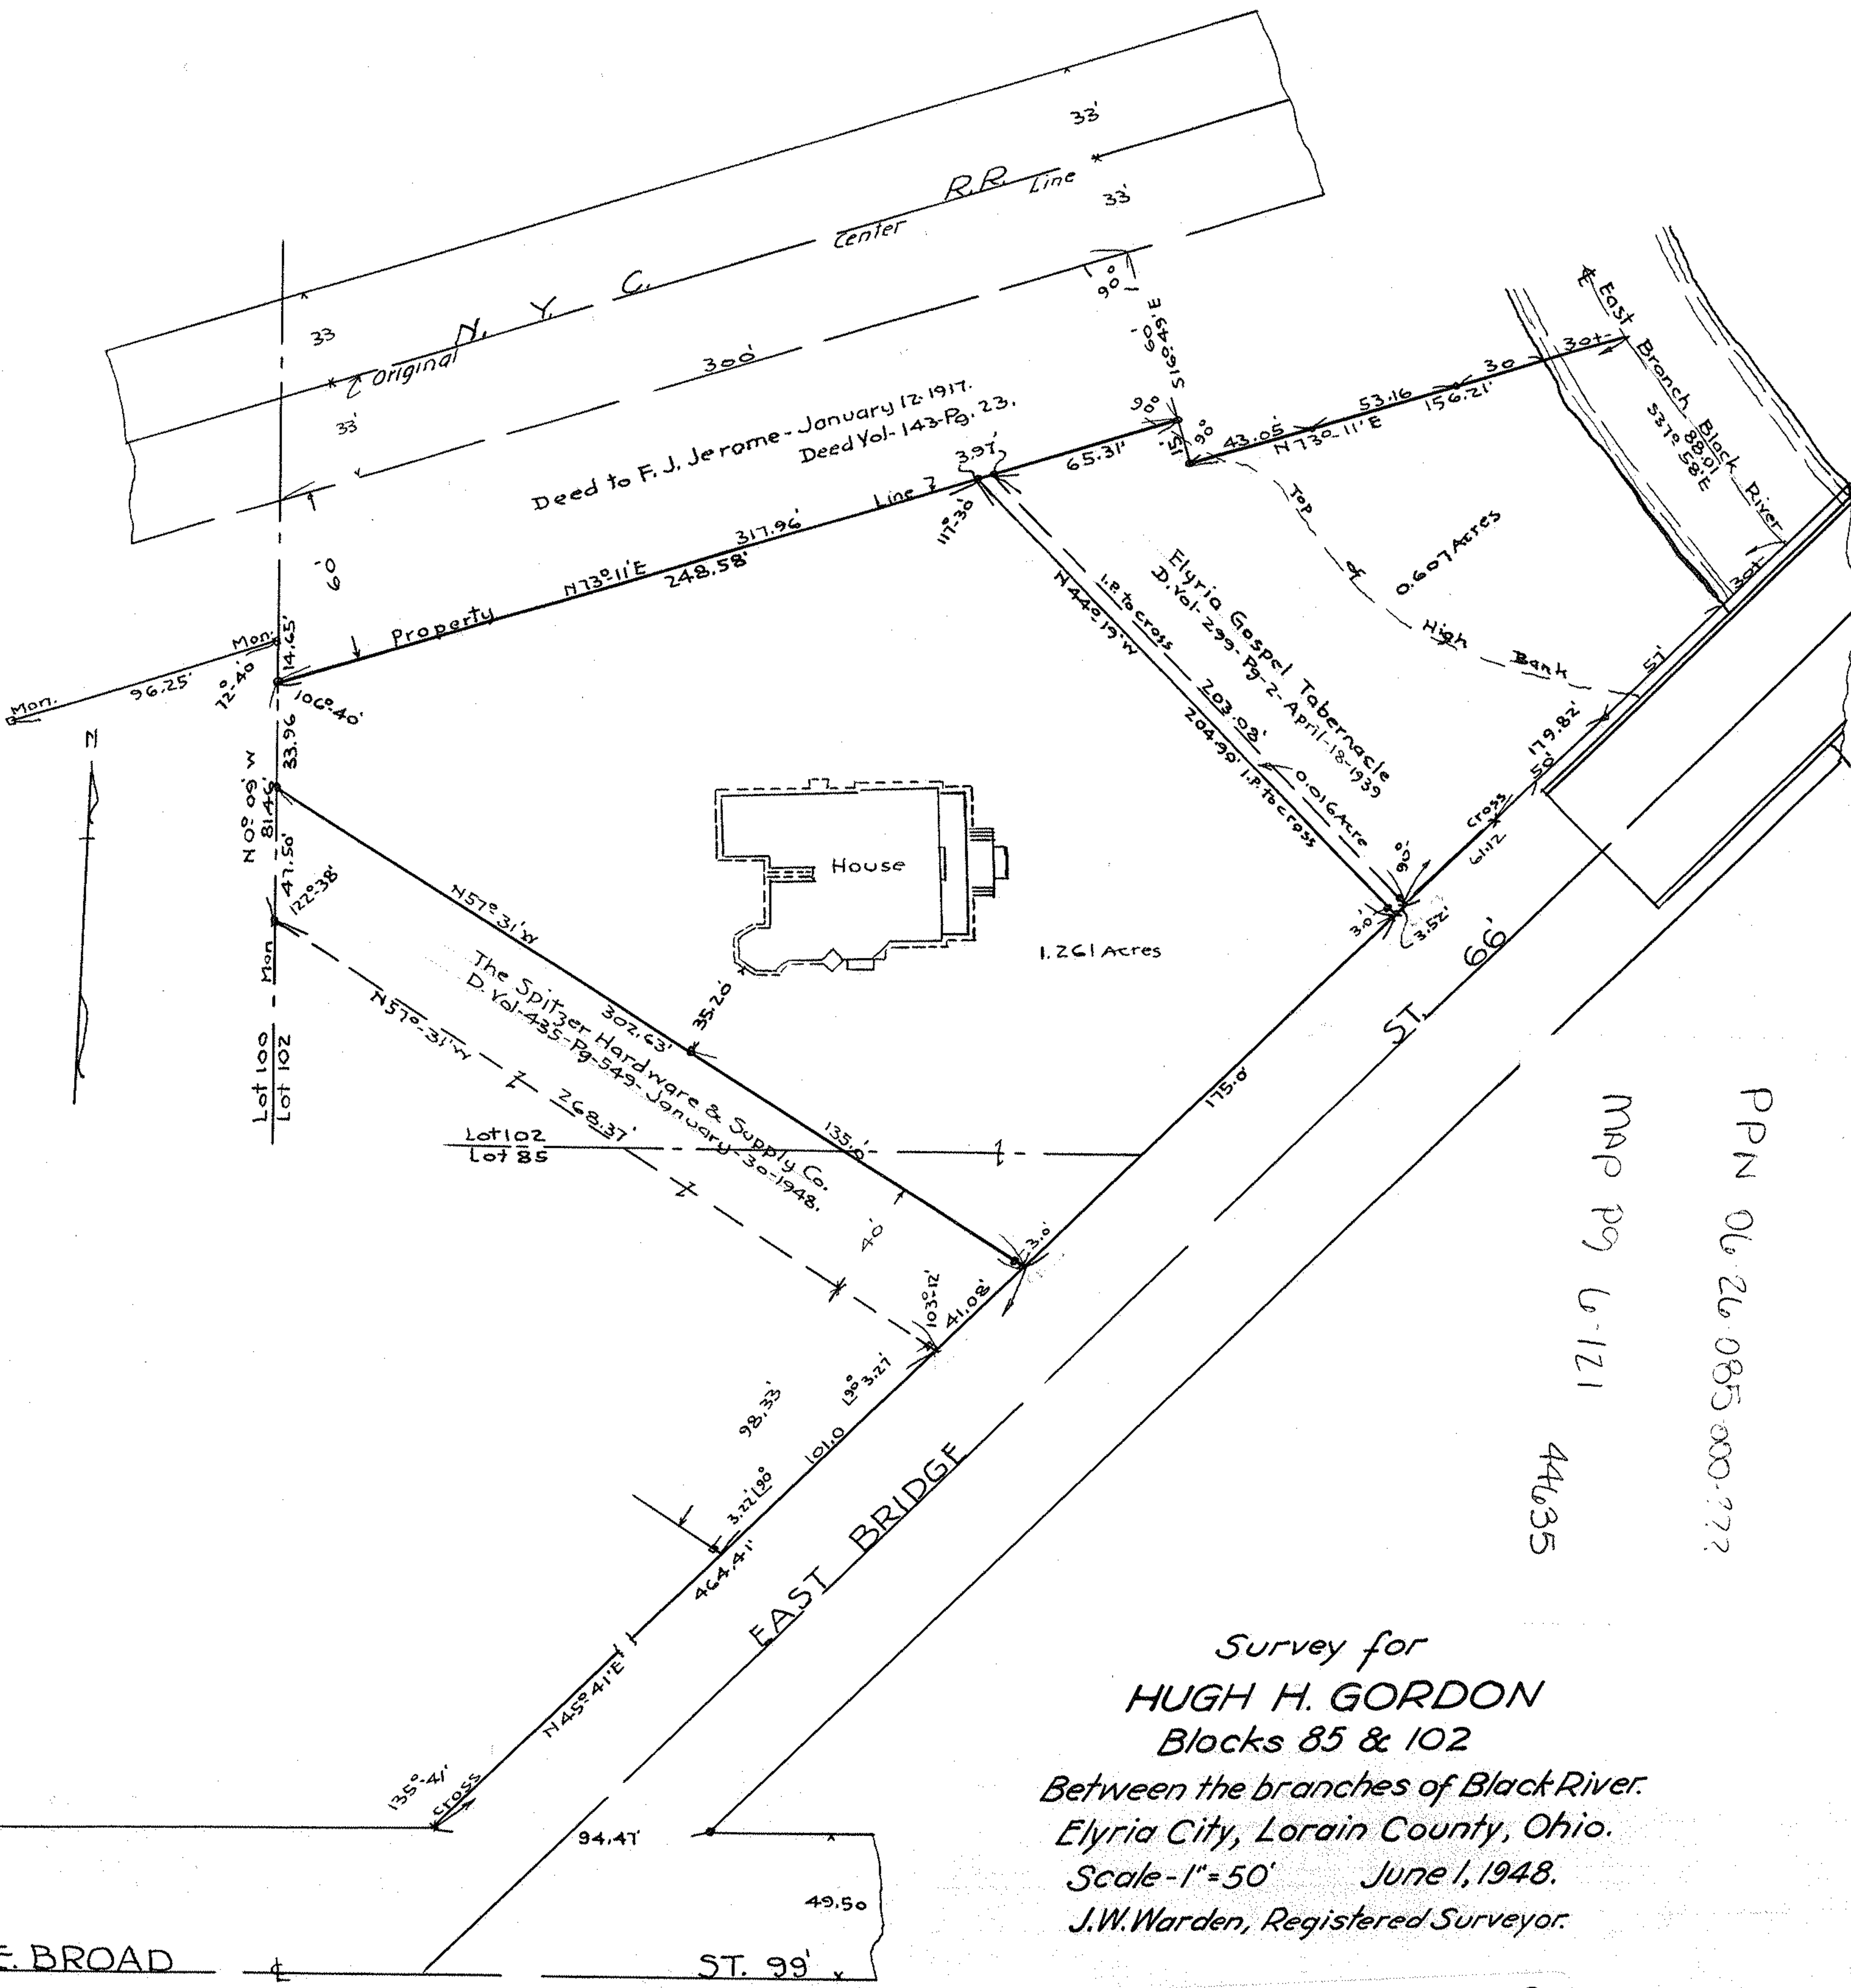 33'
R.R. Line
33'
Center
N. Y. C.
33
Original
33'
300'
90°
S16°-49'E
60'
Deed to F. J. Jerome - January 12-1917.
Deed Vol-143-Pg. 23.
90°
90°
15'
3.97'
65.31'
43.05'
N73°-11'E
53.16
156.21'
30
30±
℄ East Branch Black River
88.01
S37°-58'E
30±
Line
117°-30'
317.96'
N73°-11'E
248.58'
Property
60'
Mon.
14.65'
Mon.
96.25'
72°-40'
106°-40'
33.96
N0°-09'W
81.46'
47.50'
122°-38'
Mon
Lot 100
Lot 102
N
Top of High Bank
0.607 Acres
Elyria Gospel Tabernacle
D. Vol-299-Pg-2-April-18-1939
I.P. to cross
203.08'
N44°-19'W
204.90' I.P. to cross
0.016 Acre
90°
3.0'
3.52'
61.12
cross
50'
179.82'
57'
House
1.261 Acres
35.20'
N57°-31'W
302.63'
135.0'
The Spitzer Hardware & Supply Co.
D. Vol-435-Pg-549-January-30-1948.
N57°-31'W
268.37'
Lot 102
Lot 85
40'
3.0'
175.0'
ST. 66'
103°-12'
41.08'
L90°
3.27'
98.33'
101.0
3.22' L90°
464.41'
N45°-41'E
EAST BRIDGE
135°-41'
cross
94.47'
49.50
E. BROAD ST. 99'
℄
PPN 06-26-085-000-???
MAP pg 6-121
44635
Survey for
HUGH H. GORDON
Blocks 85 & 102
Between the branches of Black River.
Elyria City, Lorain County, Ohio.
Scale-1"=50' June 1, 1948.
J.W. Warden, Registered Surveyor.